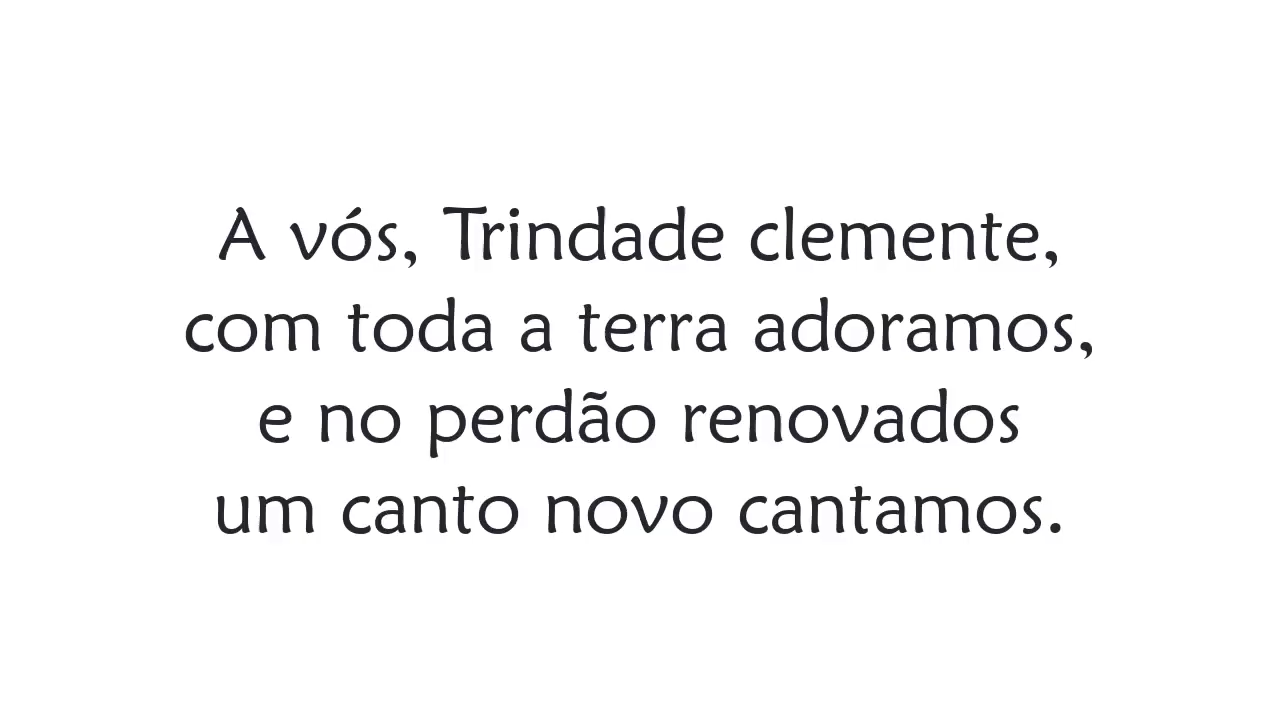 A vós, Trindade clemente,
com toda a terra adoramos,
e no perdão renovados
um canto novo cantamos.